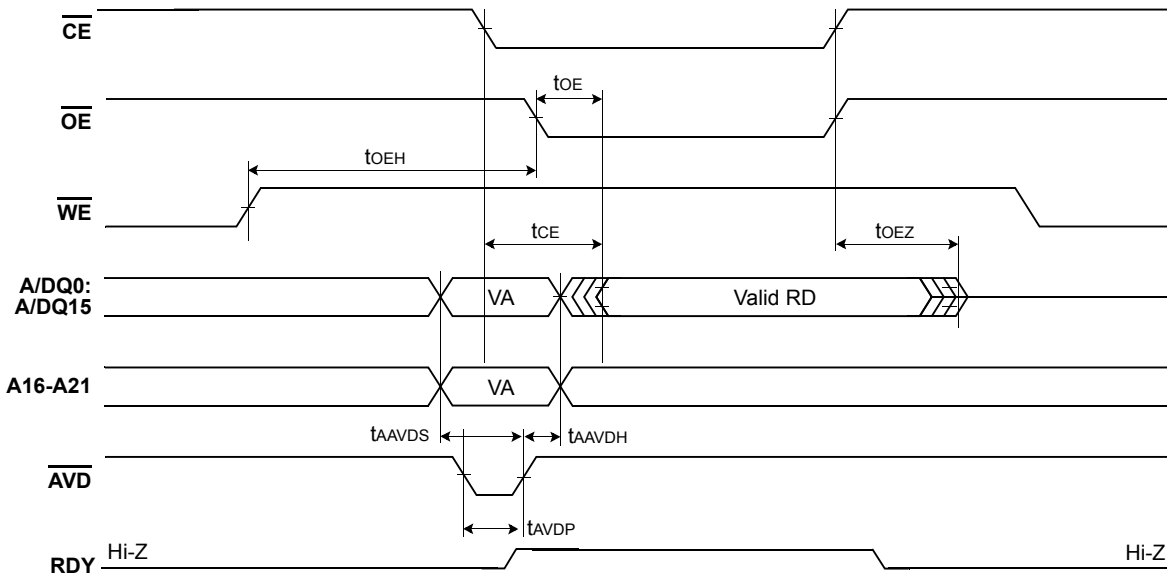 CE
tOE
OE
tOEH
WE
tCE
tOEZ
A/DQ0:
A/DQ15
VA
Valid RD
A16-A21
VA
tAAVDS
tAAVDH
AVD
tAVDP
Hi-Z
Hi-Z
RDY